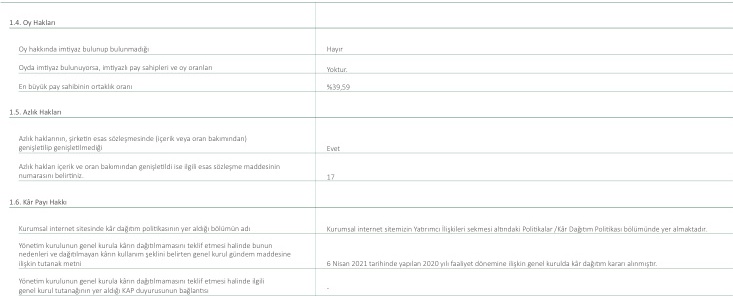 1.4. Oy Hakları
Oy hakkında imtiyaz bulunup bulunmadığı
Hayır
Oyda imtiyaz bulunuyorsa, imtiyazlı pay sahipleri ve oy oranları
Yoktur.
En büyük pay sahibinin ortaklık oranı
%39,59
1.5. Azlık Hakları
Azlık haklarının, şirketin esas sözleşmesinde (içerik veya oran bakımından)
genişletilip genişletilmediği
Evet
Azlık hakları içerik ve oran bakımından genişletildi ise ilgili esas sözleşme maddesinin
numarasını belirtiniz.
17
1.6. Kâr Payı Hakkı
Kurumsal internet sitesinde kâr dağıtım politikasının yer aldığı bölümün adı
Kurumsal internet sitemizin Yatırımcı İlişkileri sekmesi altındaki Politikalar /Kâr Dağıtım Politikası bölümünde yer almaktadır.
Yönetim kurulunun genel kurula kârın dağıtılmamasını teklif etmesi halinde bunun
nedenleri ve dağıtılmayan kârın kullanım şeklini belirten genel kurul gündem maddesine
ilişkin tutanak metni
6 Nisan 2021 tarihinde yapılan 2020 yılı faaliyet dönemine ilişkin genel kurulda kâr dağıtım kararı alınmıştır.
Yönetim kurulunun genel kurula kârın dağıtılmamasını teklif etmesi halinde ilgili
genel kurul tutanağının yer aldığı KAP duyurusunun bağlantısı
-